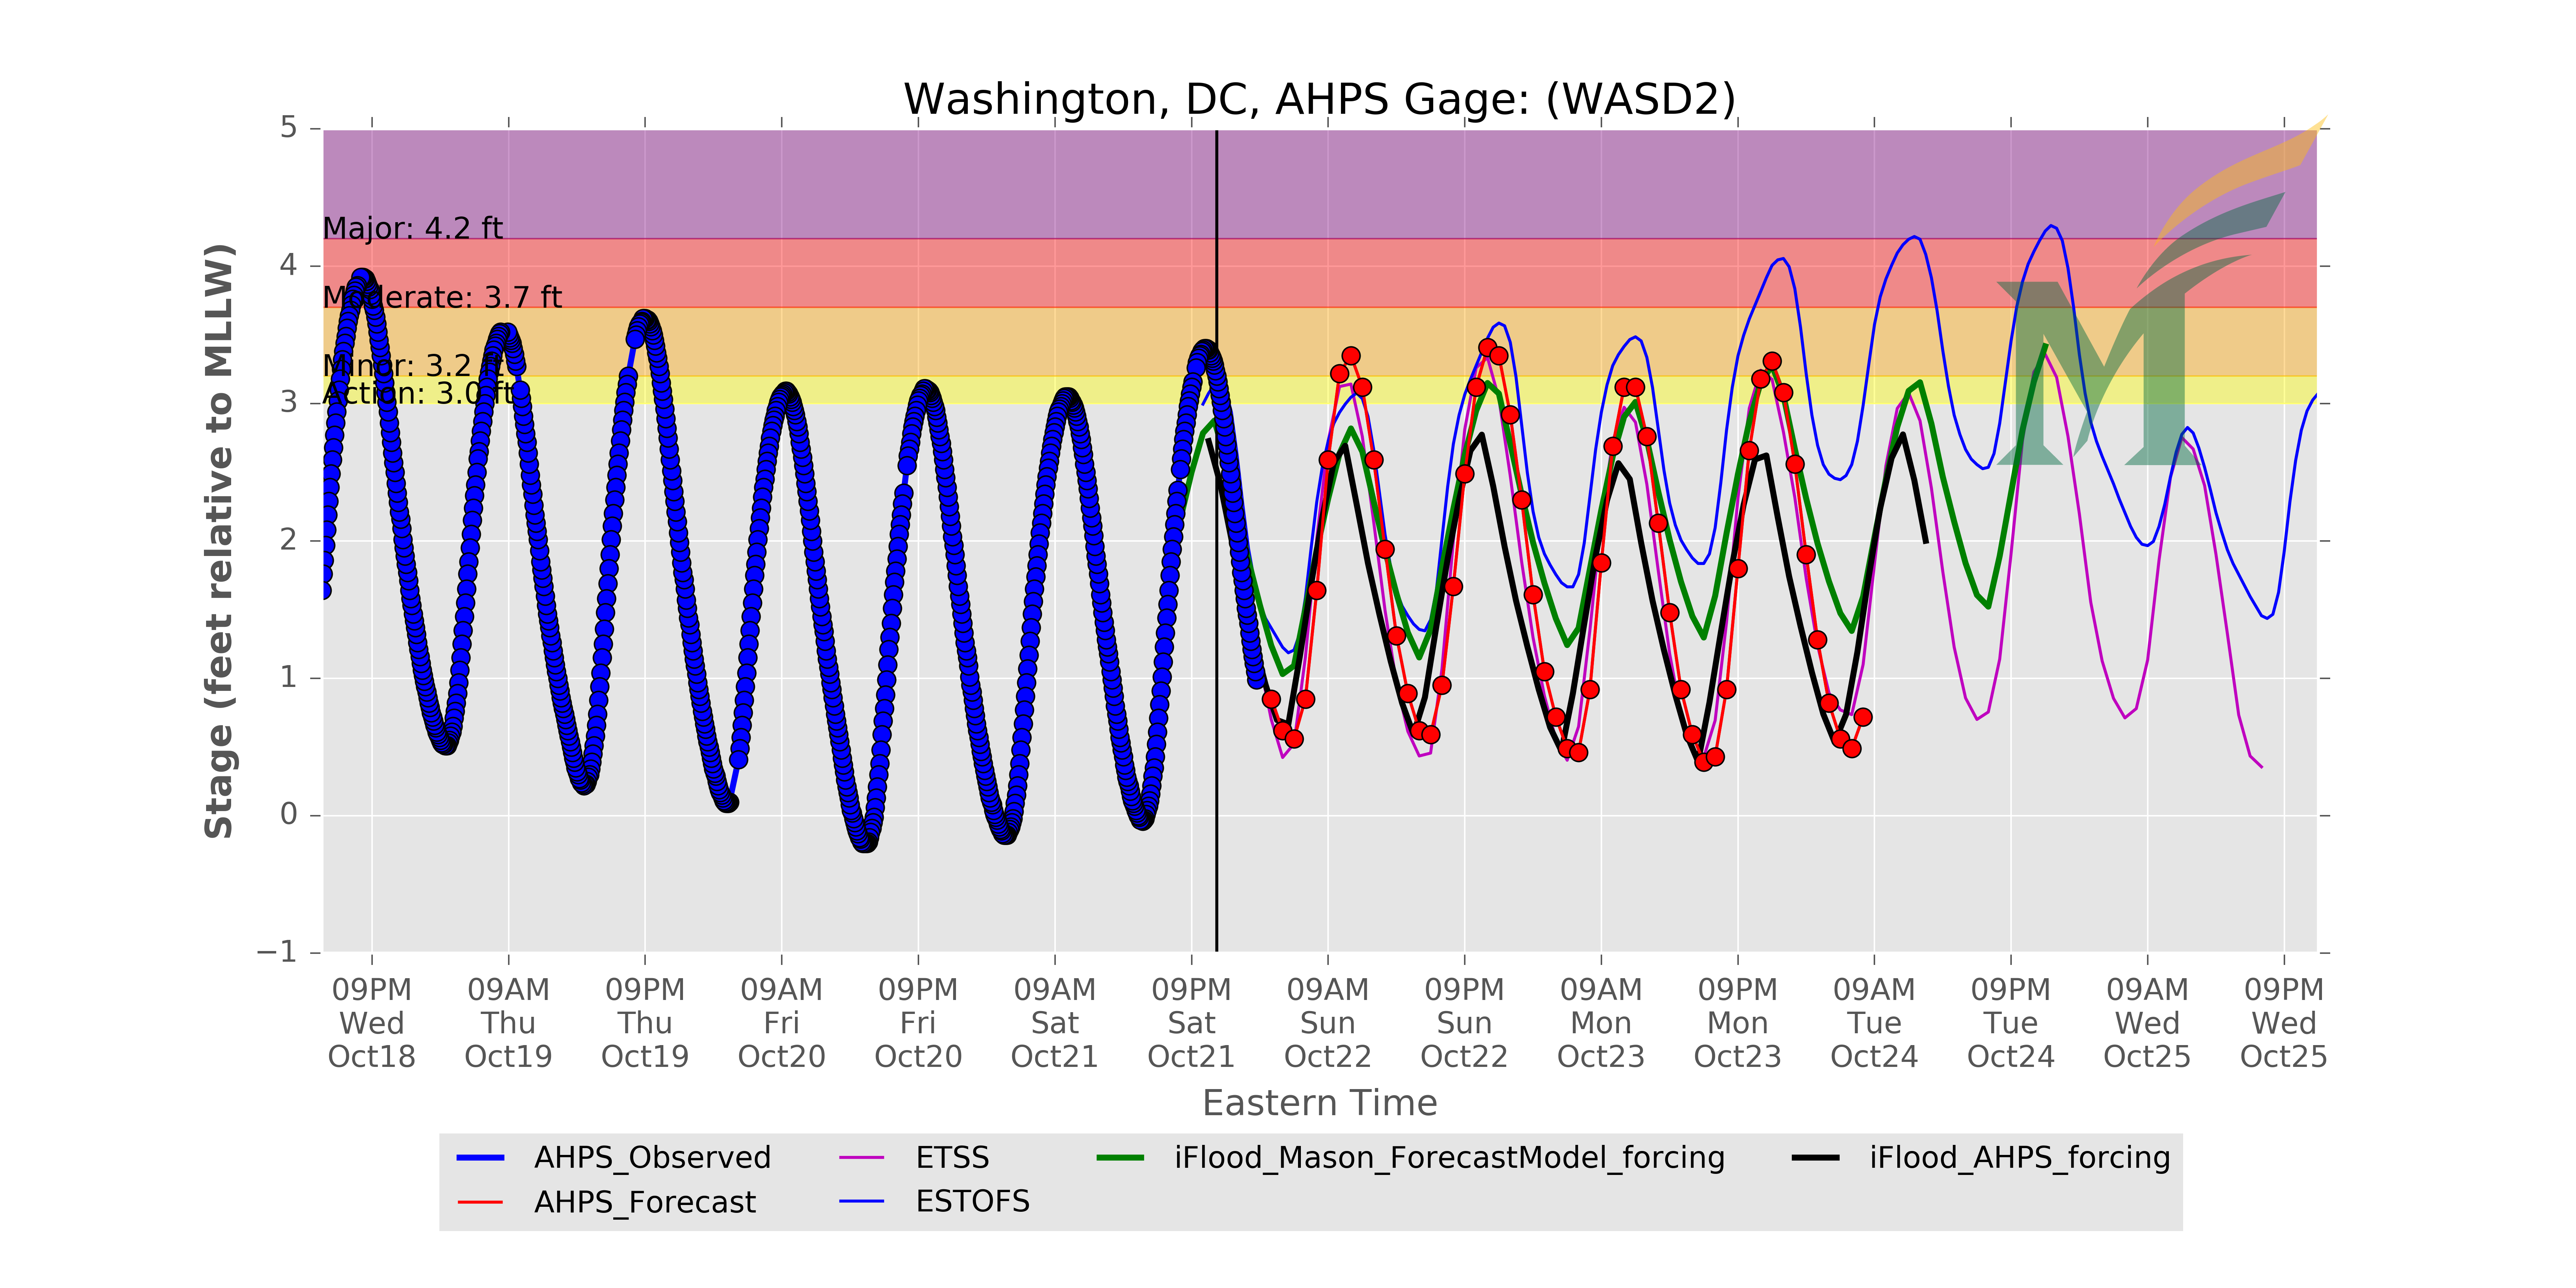 Washington, DC, AHPS Gage: (WASD2)
Stage (feet relative to MLLW)
5
4
3
2
1
0
−1
Major: 4.2 ft
Moderate: 3.7 ft
Minor: 3.2 ft
Action: 3.0 ft
M
09PM 09AM 09PM 09AM 09PM 09AM 09PM 09AM 09PM 09AM 09PM 09AM 09PM 09AM 09PM
Wed Thu Thu Fri Fri Sat Sat Sun Sun Mon Mon Tue Tue Wed Wed
Oct18 Oct19 Oct19 Oct20 Oct20 Oct21 Oct21 Oct22 Oct22 Oct23 Oct23 Oct24 Oct24 Oct25 Oct25
Eastern Time
AHPS_Observed ETSS iFlood_Mason_ForecastModel_forcing iFlood_AHPS_forcing
AHPS_Forecast ESTOFS